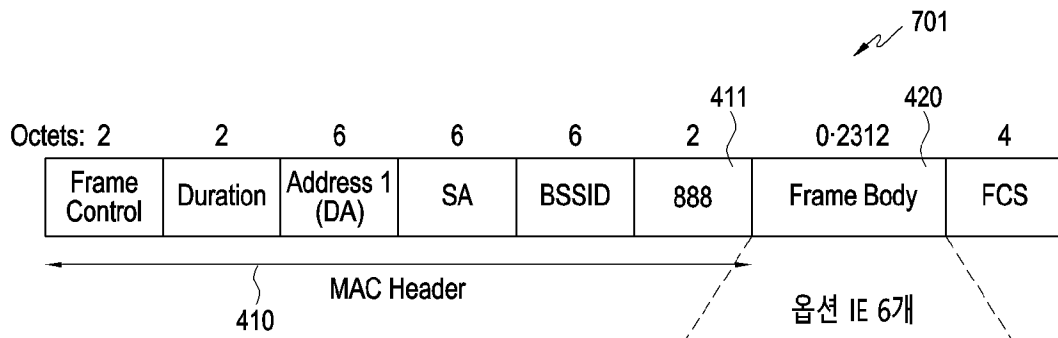 701
411
420
Octets: 2 2 6 6 6 2 0·2312 4
Frame Control Duration Address 1 (DA) SA BSSID 888 Frame Body FCS
MAC Header
410
옵션 IE 6개